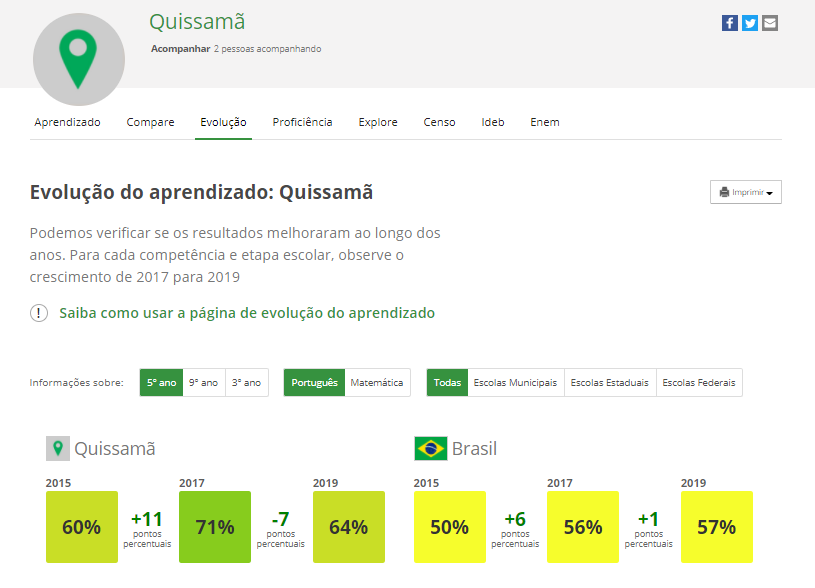 Quissamã
Acompanhar 2 pessoas acompanhando
Aprendizado Compare Evolução Proficiência Explore Censo Ideb Enem
Evolução do aprendizado: Quissamã
Imprimir
Podemos verificar se os resultados melhoraram ao longo dos
anos. Para cada competência e etapa escolar, observe o
crescimento de 2017 para 2019
! Saiba como usar a página de evolução do aprendizado
Informações sobre: 5º ano 9º ano 3º ano Português Matemática Todas Escolas Municipais Escolas Estaduais Escolas Federais
Quissamã
2015 2017 2019
60% +11 pontos percentuais 71% -7 pontos percentuais 64%
Brasil
2015 2017 2019
50% +6 pontos percentuais 56% +1 pontos percentuais 57%